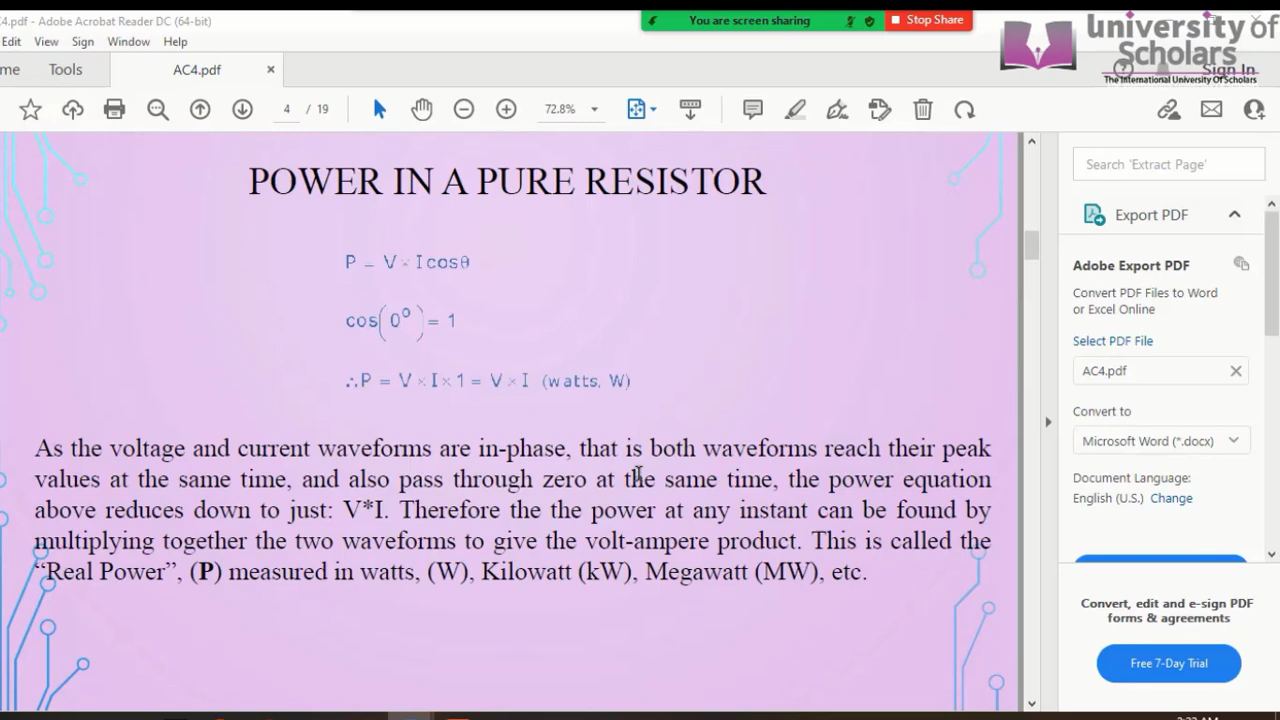 C4.pdf - Adobe Acrobat Reader DC (64-bit)
You are screen sharing
Stop Share
university of
Scholars
The International University Of Scholars
Edit View Sign Window Help
me Tools AC4.pdf
Sign In
4 / 19
72.8%
POWER IN A PURE RESISTOR
P = V × I cosθ
cos(0°) = 1
∴P = V × I × 1 = V × I (watts, W)
As the voltage and current waveforms are in-phase, that is both waveforms reach their peak
values at the same time, and also pass through zero at the same time, the power equation
above reduces down to just: V*I. Therefore the the power at any instant can be found by
multiplying together the two waveforms to give the volt-ampere product. This is called the
“Real Power”, (P) measured in watts, (W), Kilowatt (kW), Megawatt (MW), etc.
Search 'Extract Page'
Export PDF
Adobe Export PDF
Convert PDF Files to Word
or Excel Online
Select PDF File
AC4.pdf
Convert to
Microsoft Word (*.docx)
Document Language:
English (U.S.) Change
Convert, edit and e-sign PDF
forms & agreements
Free 7-Day Trial